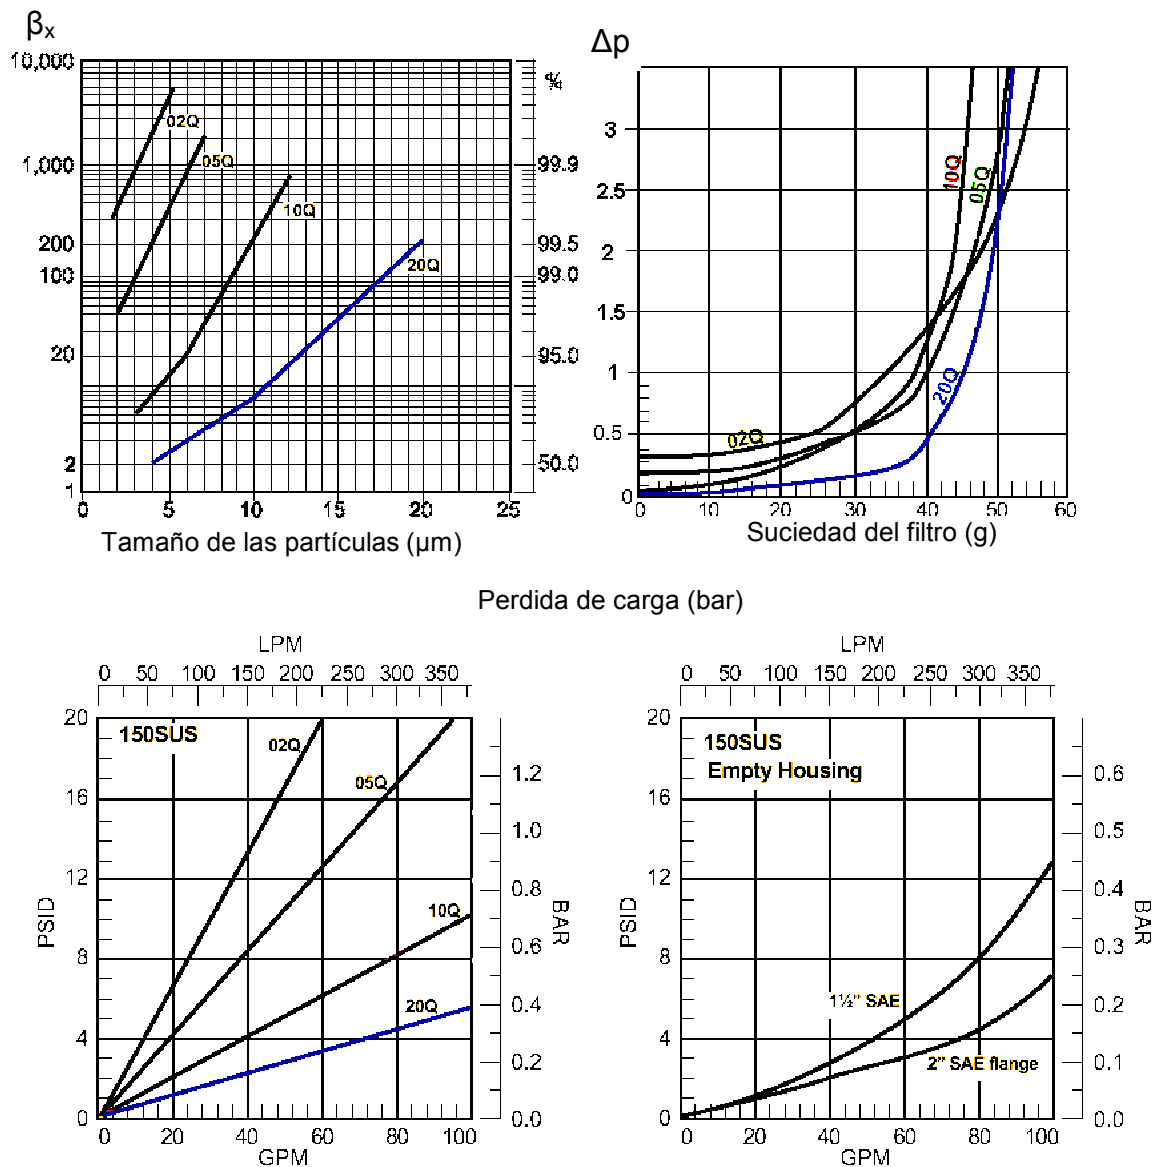 βx
10,000
1,000
200
100
20
2
1
%
99.9
99.5
99.0
95.0
50.0
02Q
05Q
10Q
20Q
0 5 10 15 20 25
Tamaño de las partículas (µm)
Δp
3
2.5
2
1.5
1
0.5
0
10Q
05Q
02Q
20Q
0 10 20 30 40 50 60
Suciedad del filtro (g)
Perdida de carga (bar)
LPM
0 50 100 150 200 250 300 350
20
16
12
8
4
0
PSID
150SUS
02Q
05Q
10Q
20Q
1.2
1.0
0.8
0.6
0.4
0.2
0.0
BAR
0 20 40 60 80 100
GPM
LPM
0 50 100 150 200 250 300 350
20
16
12
8
4
0
PSID
150SUS
Empty Housing
1½" SAE
2" SAE flange
0.6
0.5
0.4
0.3
0.2
0.1
0.0
BAR
0 20 40 60 80 100
GPM